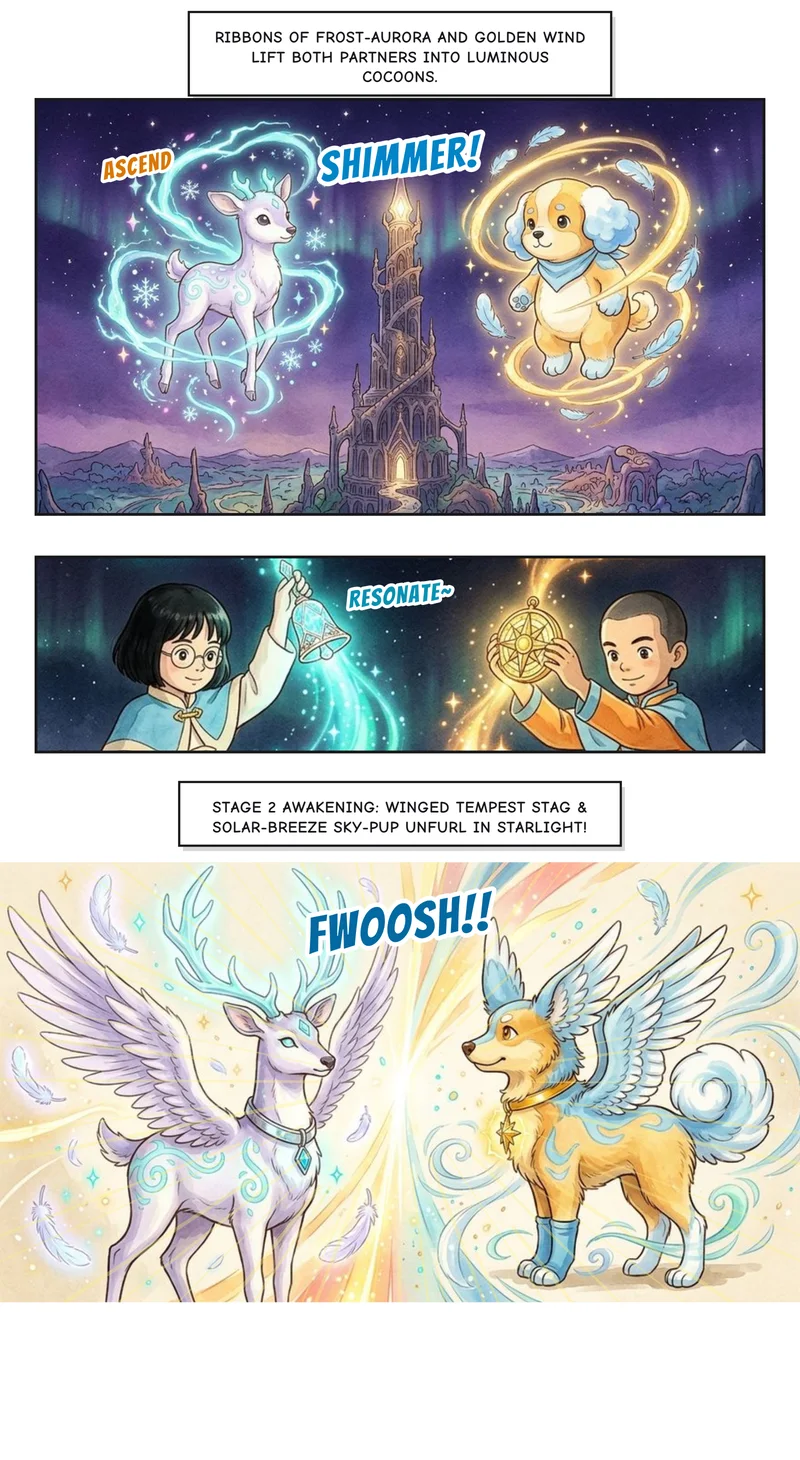 RIBBONS OF FROST-AURORA AND GOLDEN WIND
LIFT BOTH PARTNERS INTO LUMINOUS
COCOONS.
ASCEND
SHIMMER!
RESONATE~
STAGE 2 AWAKENING: WINGED TEMPEST STAG &
SOLAR-BREEZE SKY-PUP UNFURL IN STARLIGHT!
FWOOSH!!